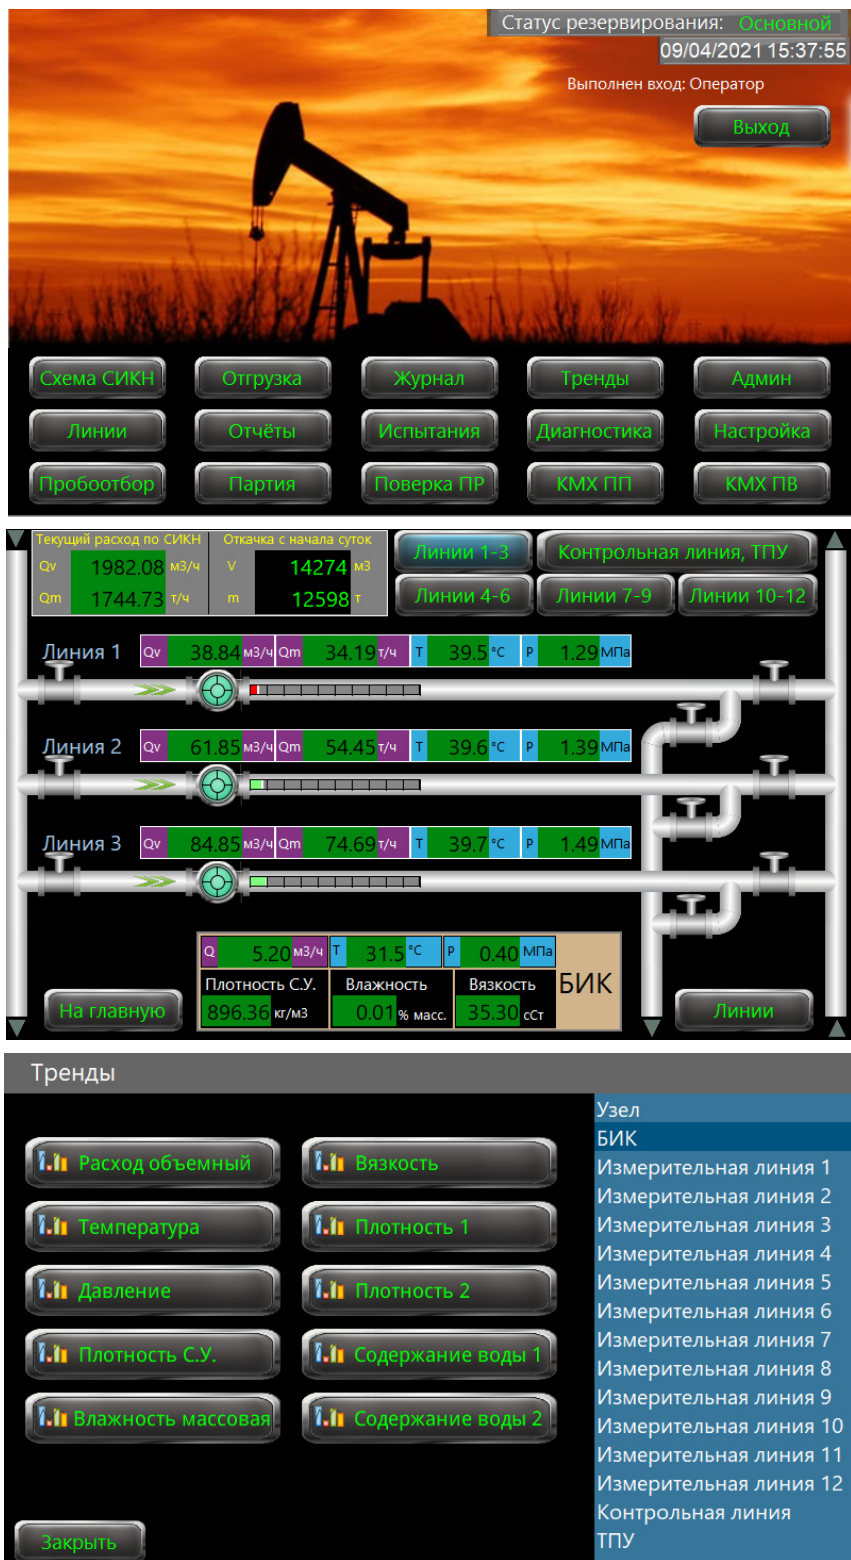 Статус резервирования: Основной
09/04/2021 15:37:55
Выполнен вход: Оператор
Выход
Схема СИКН Отгрузка Журнал Тренды Админ
Линии Отчёты Испытания Диагностика Настройка
Пробоотбор Партия Поверка ПР КМХ ПП КМХ ПВ
Текущий расход по СИКН Откачка с начала суток
Qv 1982.08 м3/ч V 14274 м3
Qm 1744.73 т/ч m 12598 т
Линии 1-3 Контрольная линия, ТПУ
Линии 4-6 Линии 7-9 Линии 10-12
Линия 1 Qv 38.84 м3/ч Qm 34.19 т/ч T 39.5 °C P 1.29 МПа
Линия 2 Qv 61.85 м3/ч Qm 54.45 т/ч T 39.6 °C P 1.39 МПа
Линия 3 Qv 84.85 м3/ч Qm 74.69 т/ч T 39.7 °C P 1.49 МПа
Q 5.20 м3/ч T 31.5 °C P 0.40 МПа
Плотность С.У. Влажность Вязкость БИК
896.36 кг/м3 0.01 % масс. 35.30 сСт
На главную Линии
Тренды
Расход объемный Вязкость
Температура Плотность 1
Давление Плотность 2
Плотность С.У. Содержание воды 1
Влажность массовая Содержание воды 2
Закрыть
Узел
БИК
Измерительная линия 1
Измерительная линия 2
Измерительная линия 3
Измерительная линия 4
Измерительная линия 5
Измерительная линия 6
Измерительная линия 7
Измерительная линия 8
Измерительная линия 9
Измерительная линия 10
Измерительная линия 11
Измерительная линия 12
Контрольная линия
ТПУ